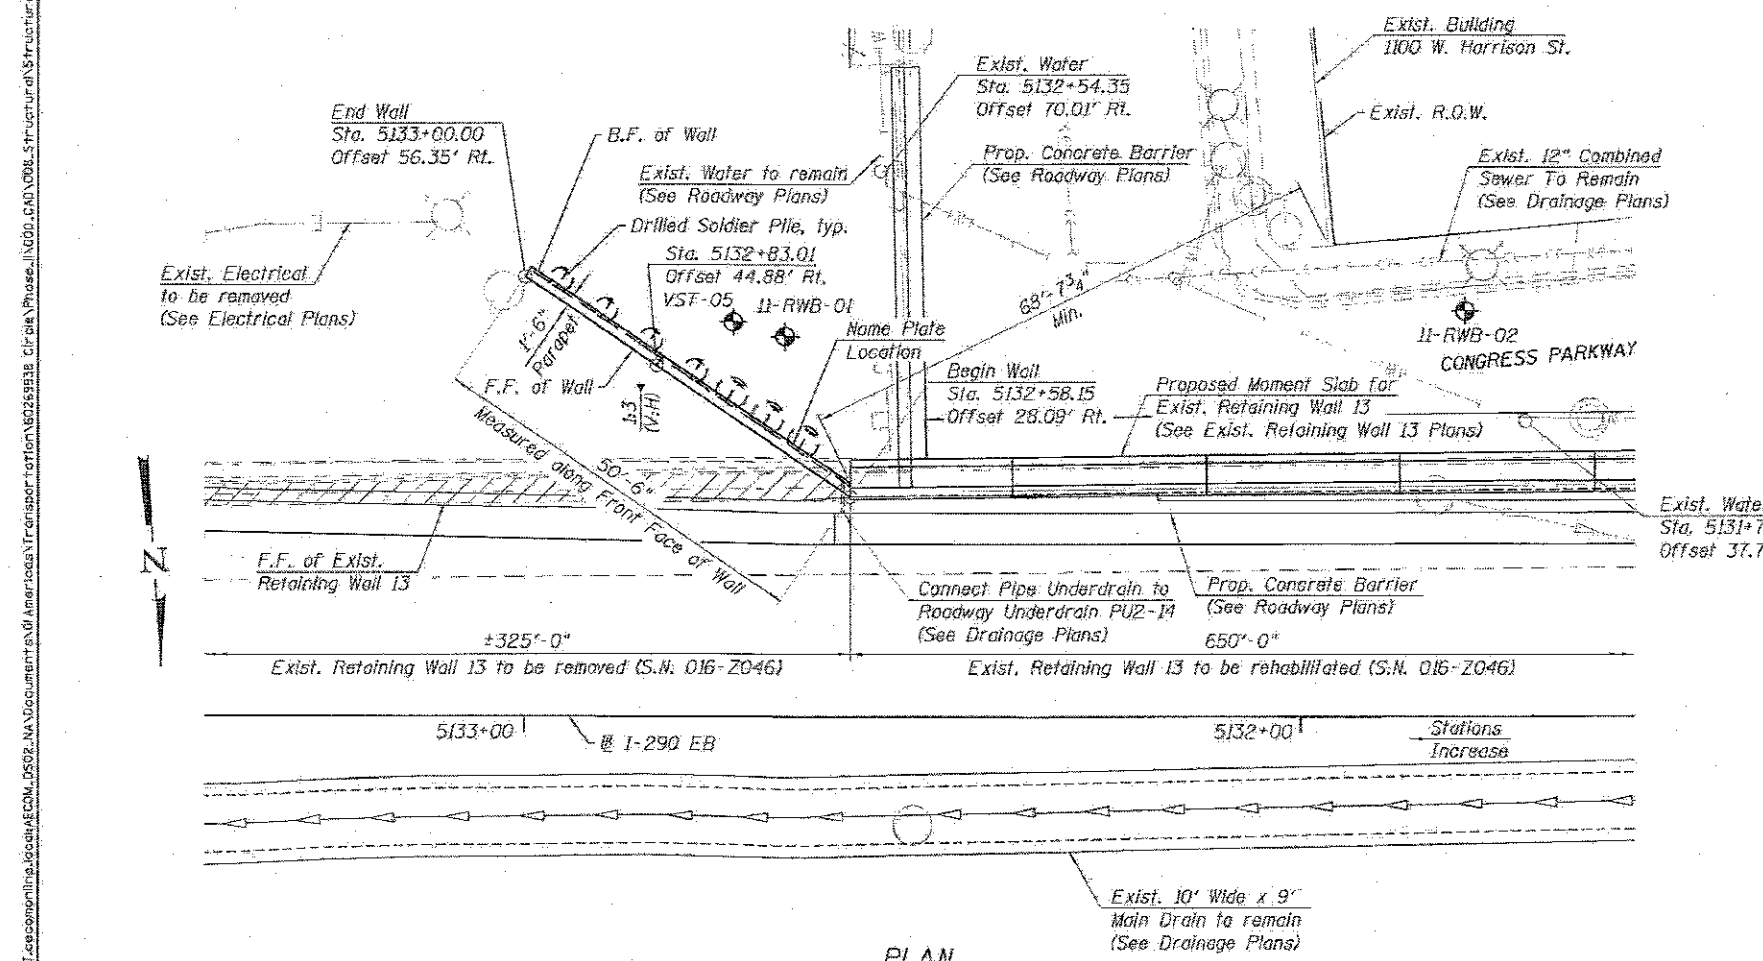 Exist. Building
1100 W. Harrison St.
Exist. R.O.W.
Exist. Water
Sta. 5132+54.35
Offset 70.01' Rt.
End Wall
Sta. 5133+00.00
Offset 56.35' Rt.
B.F. of Wall
Exist. Water to remain
(See Roadway Plans)
Prop. Concrete Barrier
(See Roadway Plans)
Exist. 12" Combined
Sewer To Remain
(See Drainage Plans)
Drilled Soldier Pile, typ.
Sta. 5132+83.01
Offset 44.88' Rt.
VST-05
11-RWB-01
Exist. Electrical
to be removed
(See Electrical Plans)
68'-7 3/4"
Min.
1'-6"
Parapet
Name Plate
Location
11-RWB-02
CONGRESS PARKWAY
F.F. of Wall
1:3
(V:H)
Begin Wall
Sta. 5132+58.15
Offset 28.09' Rt.
Proposed Moment Slab for
Exist. Retaining Wall 13
(See Exist. Retaining Wall 13 Plans)
50'-6"
Measured along Front Face of Wall
N
F.F. of Exist.
Retaining Wall 13
Exist. Wate
Sta. 5131+7
Offset 37.7
Connect Pipe Underdrain to
Roadway Underdrain PU2-14
(See Drainage Plans)
Prop. Concrete Barrier
(See Roadway Plans)
±325'-0"
650'-0"
Exist. Retaining Wall 13 to be removed (S.N. 016-Z046)
Exist. Retaining Wall 13 to be rehabilitated (S.N. 016-Z046)
5133+00
I-290 EB
5132+00
Stations
Increase
Exist. 10' Wide x 9'
Main Drain to remain
(See Drainage Plans)
PLAN